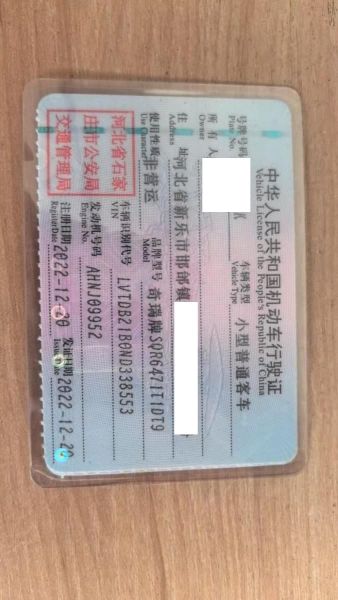 中华人民共和国机动车行驶证
Vehicle License of the People's Republic of China
号牌号码
Plate No.
车辆类型 小型普通客车
Vehicle Type
所有人
Owner
住址 河北省新乐市邯邰镇
Address
使用性质 非营运
Use Character
品牌型号 奇瑞牌SQR6471T1DT9
Model
河北省石家
庄市公安局
交通管理局
车辆识别代号 LVTDB21B0ND338553
VIN
发动机号码 AHNJ09952
Engine No.
注册日期 2022-12-20
Register Date
发证日期 2022-12-20
Issue Date